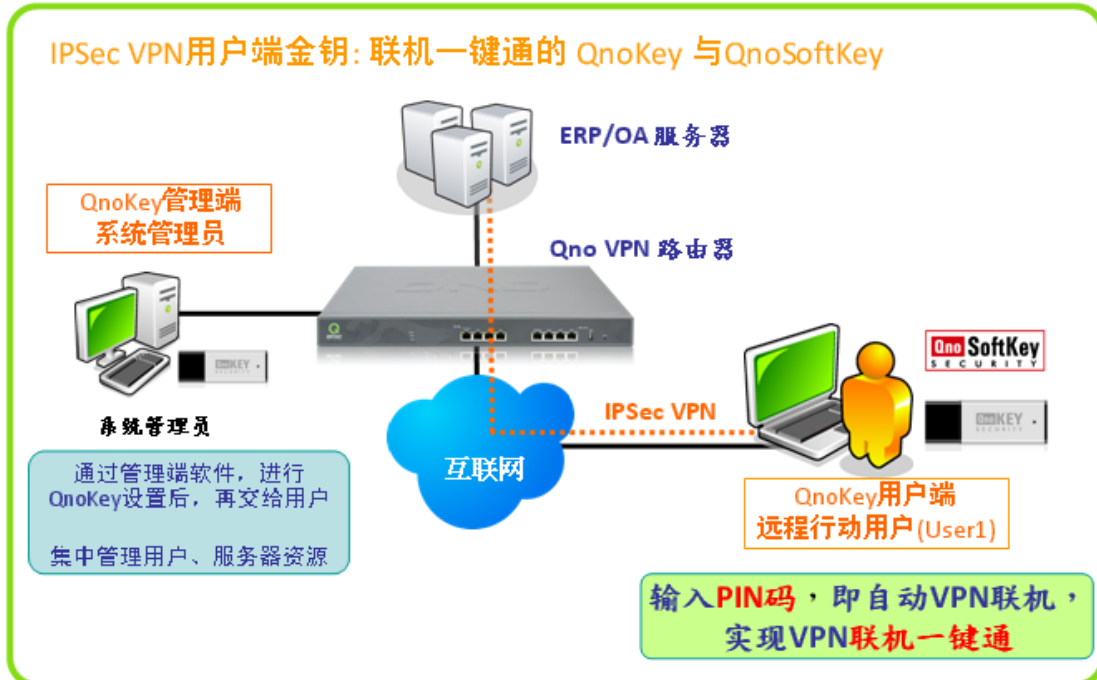 IPSec VPN用户端金钥: 联机一键通的 QnoKey 与QnoSoftKey
ERP/OA 服务器
QnoKey管理端
系统管理员
Qno VPN 路由器
QNO
Qno SoftKey
SECURITY
QnoKEY
SECURITY
IPSec VPN
QnoKEY
SECURITY
系统管理员
互联网
通过管理端软件，进行
QnoKey设置后，再交给用户
集中管理用户、服务器资源
QnoKey用户端
远程行动用户(User1)
输入PIN码，即自动VPN联机，
实现VPN联机一键通